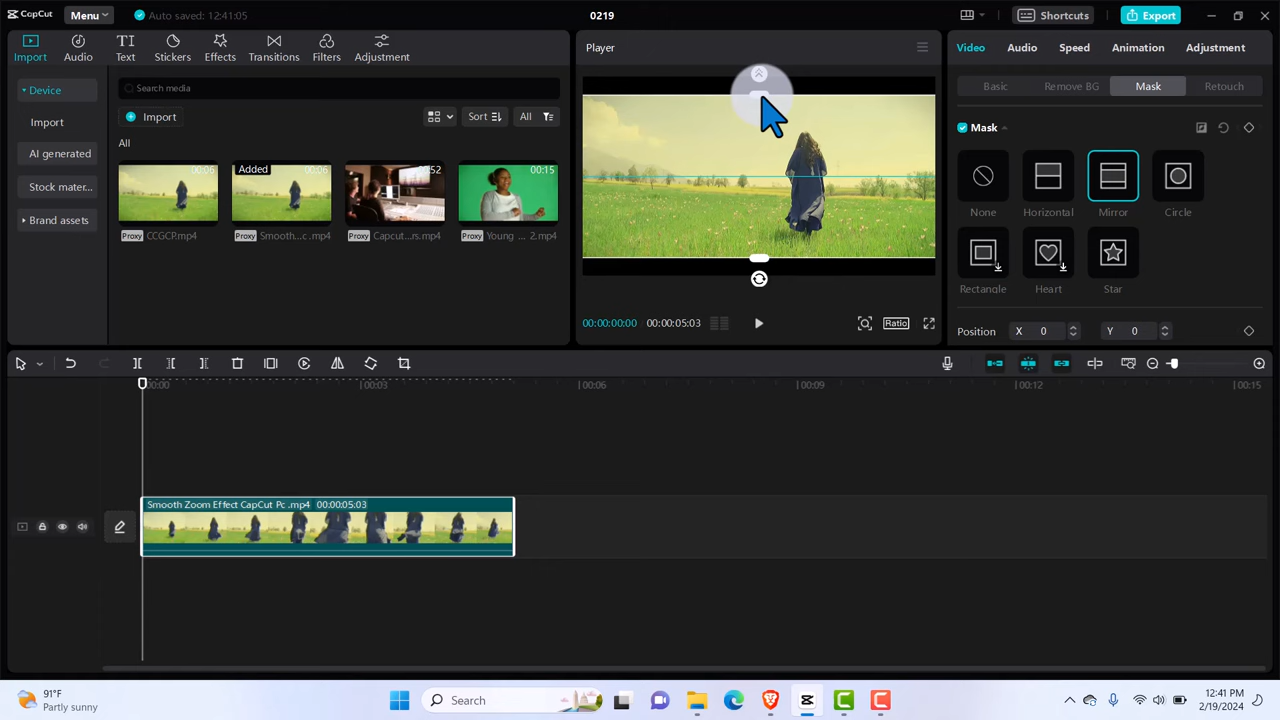 CapCut
Menu
Auto saved: 12:41:05
0219
Shortcuts
Export
Import
Audio
Text
Stickers
Effects
Transitions
Filters
Adjustment
Device
Import
AI generated
Stock mater...
Brand assets
Search media
Import
Sort
All
All
00:06
Added
00:06
:52
00:15
Proxy CCGCP.mp4
Proxy Smooth...c .mp4
Proxy Capcut...rs.mp4
Proxy Young ... 2.mp4
Player
00:00:00:00
00:00:05:03
Ratio
Video
Audio
Speed
Animation
Adjustment
Basic
Remove BG
Mask
Retouch
Mask
None
Horizontal
Mirror
Circle
Rectangle
Heart
Star
Position
X 0
Y 0
00:00
00:03
00:06
00:09
00:12
00:15
Smooth Zoom Effect CapCut Pc .mp4 00:00:05:03
91°F
Partly sunny
Search
12:41 PM
2/19/2024